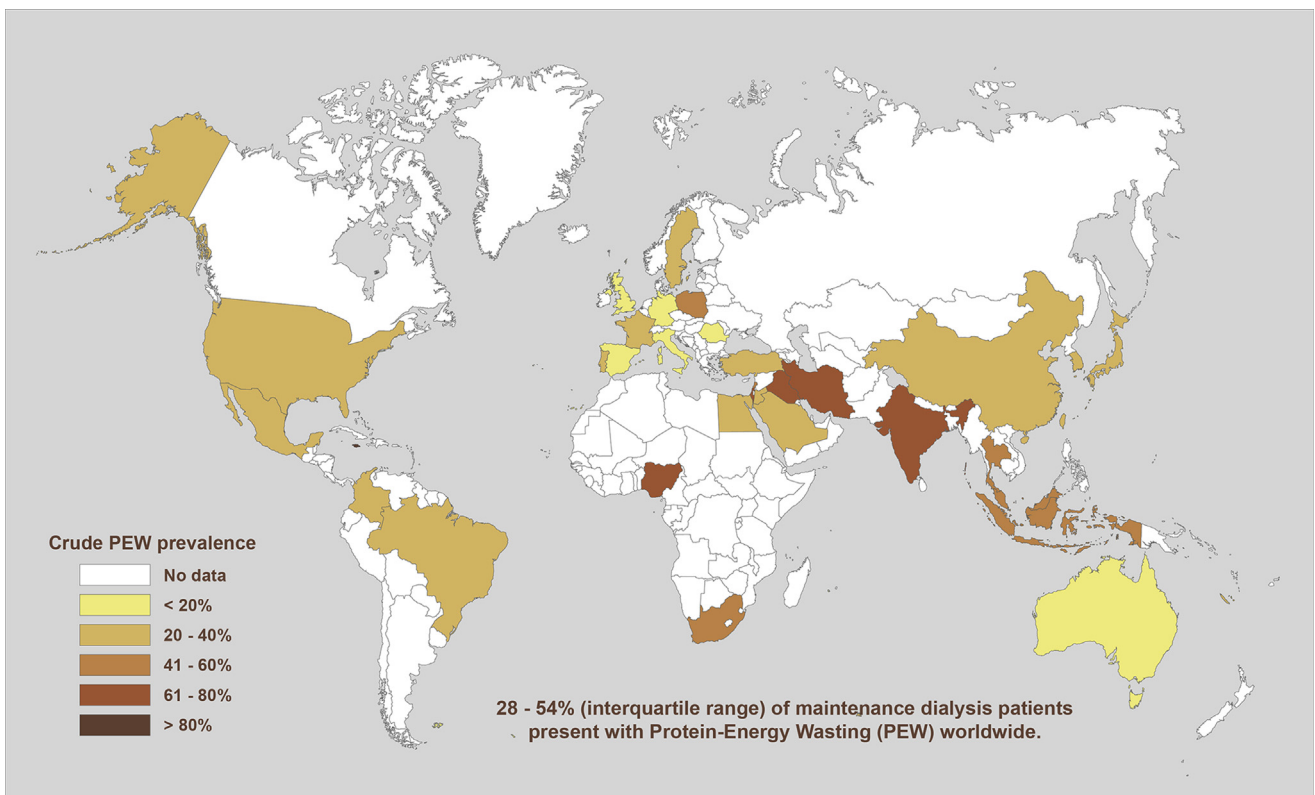 Crude PEW prevalence
No data
< 20%
20 - 40%
41 - 60%
61 - 80%
> 80%
28 - 54% (interquartile range) of maintenance dialysis patients
present with Protein-Energy Wasting (PEW) worldwide.